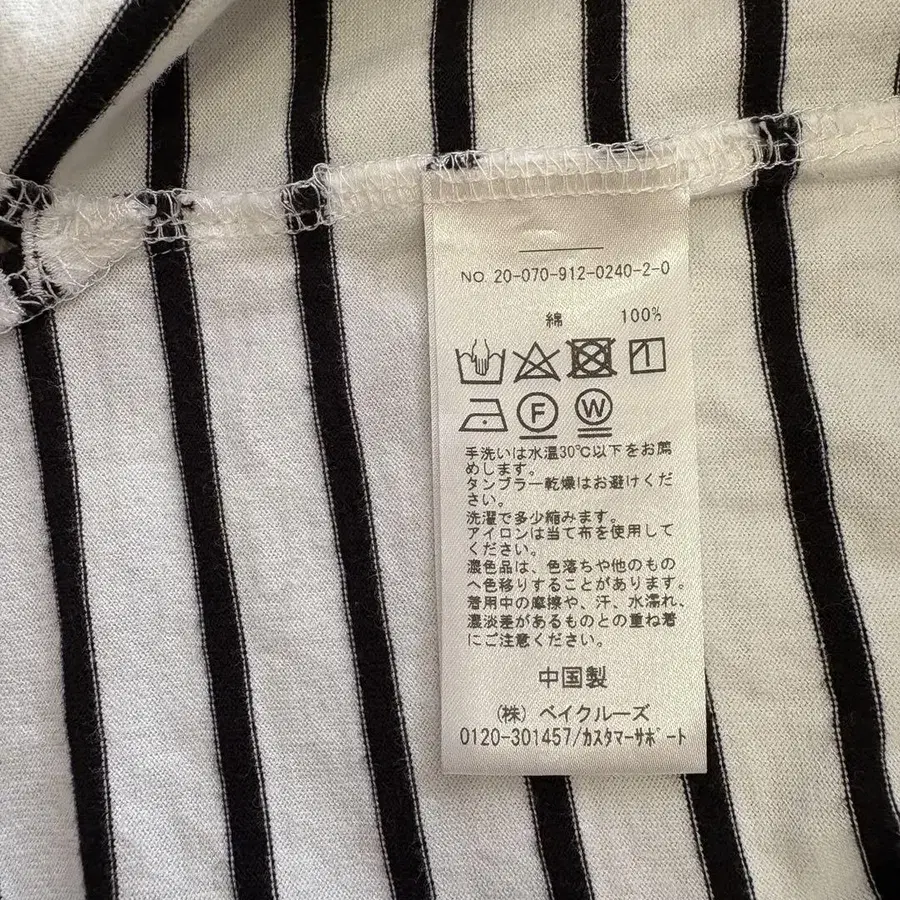 NO. 20-070-912-0240-2-0
綿 100%
F W
手洗いは水温30℃以下をお薦
めします。
タンブラー乾燥はお避けくだ
さい。
洗濯で多少縮みます。
アイロンは当て布を使用して
ください。
濃色品は、色落ちや他のもの
へ色移りすることがあります。
着用中の摩擦や、汗、水濡れ、
濃淡差があるものとの重ね着
にご注意ください。
中国製
（株）ベイクルーズ
0120-301457/ｶｽﾀﾏｰｻﾎﾟｰﾄ